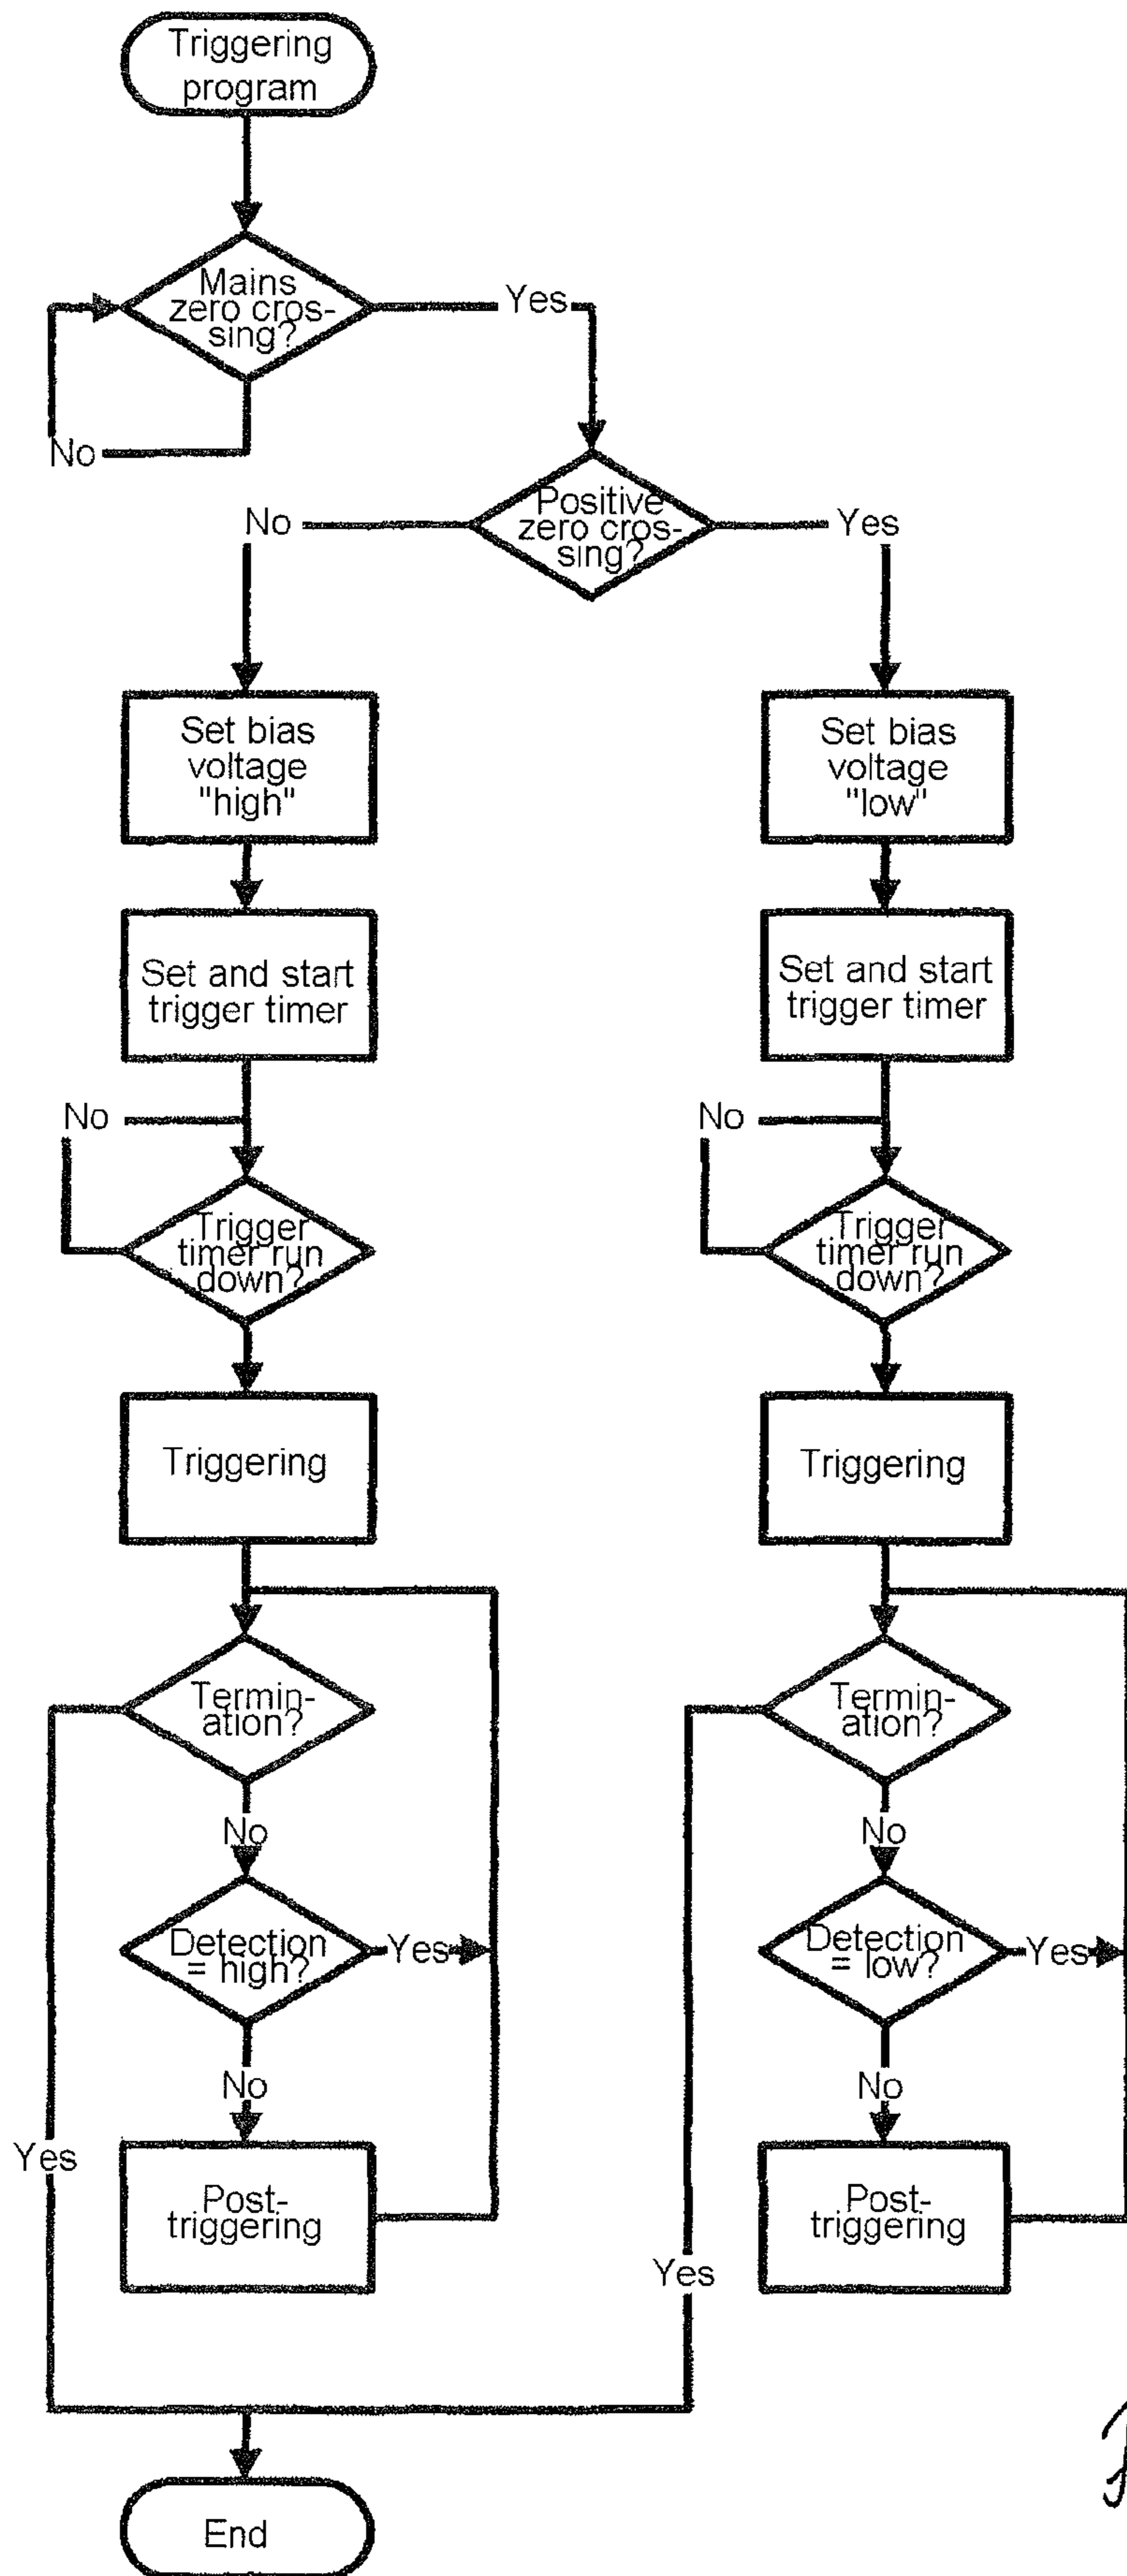 Triggering
program
Mains
zero cros-
sing?
Yes
No
Positive
zero cros-
sing?
No
Yes
Set bias
voltage
"high"
Set bias
voltage
"low"
Set and start
trigger timer
Set and start
trigger timer
No
No
Trigger
timer run
down?
Trigger
timer run
down?
Triggering
Triggering
Termin-
ation?
Termin-
ation?
No
No
Detection
= high?
Yes
Detection
= low?
Yes
No
No
Yes
Post-
triggering
Post-
triggering
Yes
End